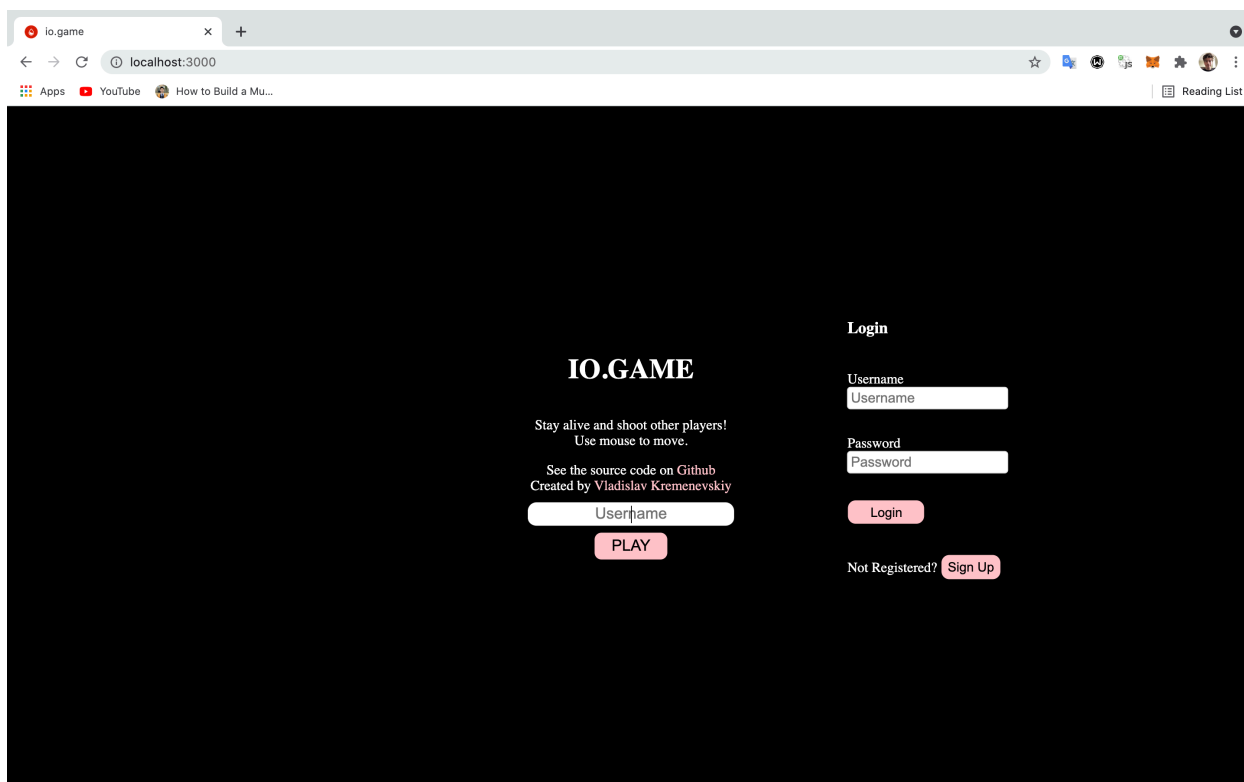 io.game
localhost:3000
js
Apps
YouTube
How to Build a Mu...
Reading List
IO.GAME
Stay alive and shoot other players!
Use mouse to move.
See the source code on Github
Created by Vladislav Kremenevskiy
Username
PLAY
Login
Username
Username
Password
Password
Login
Not Registered? Sign Up